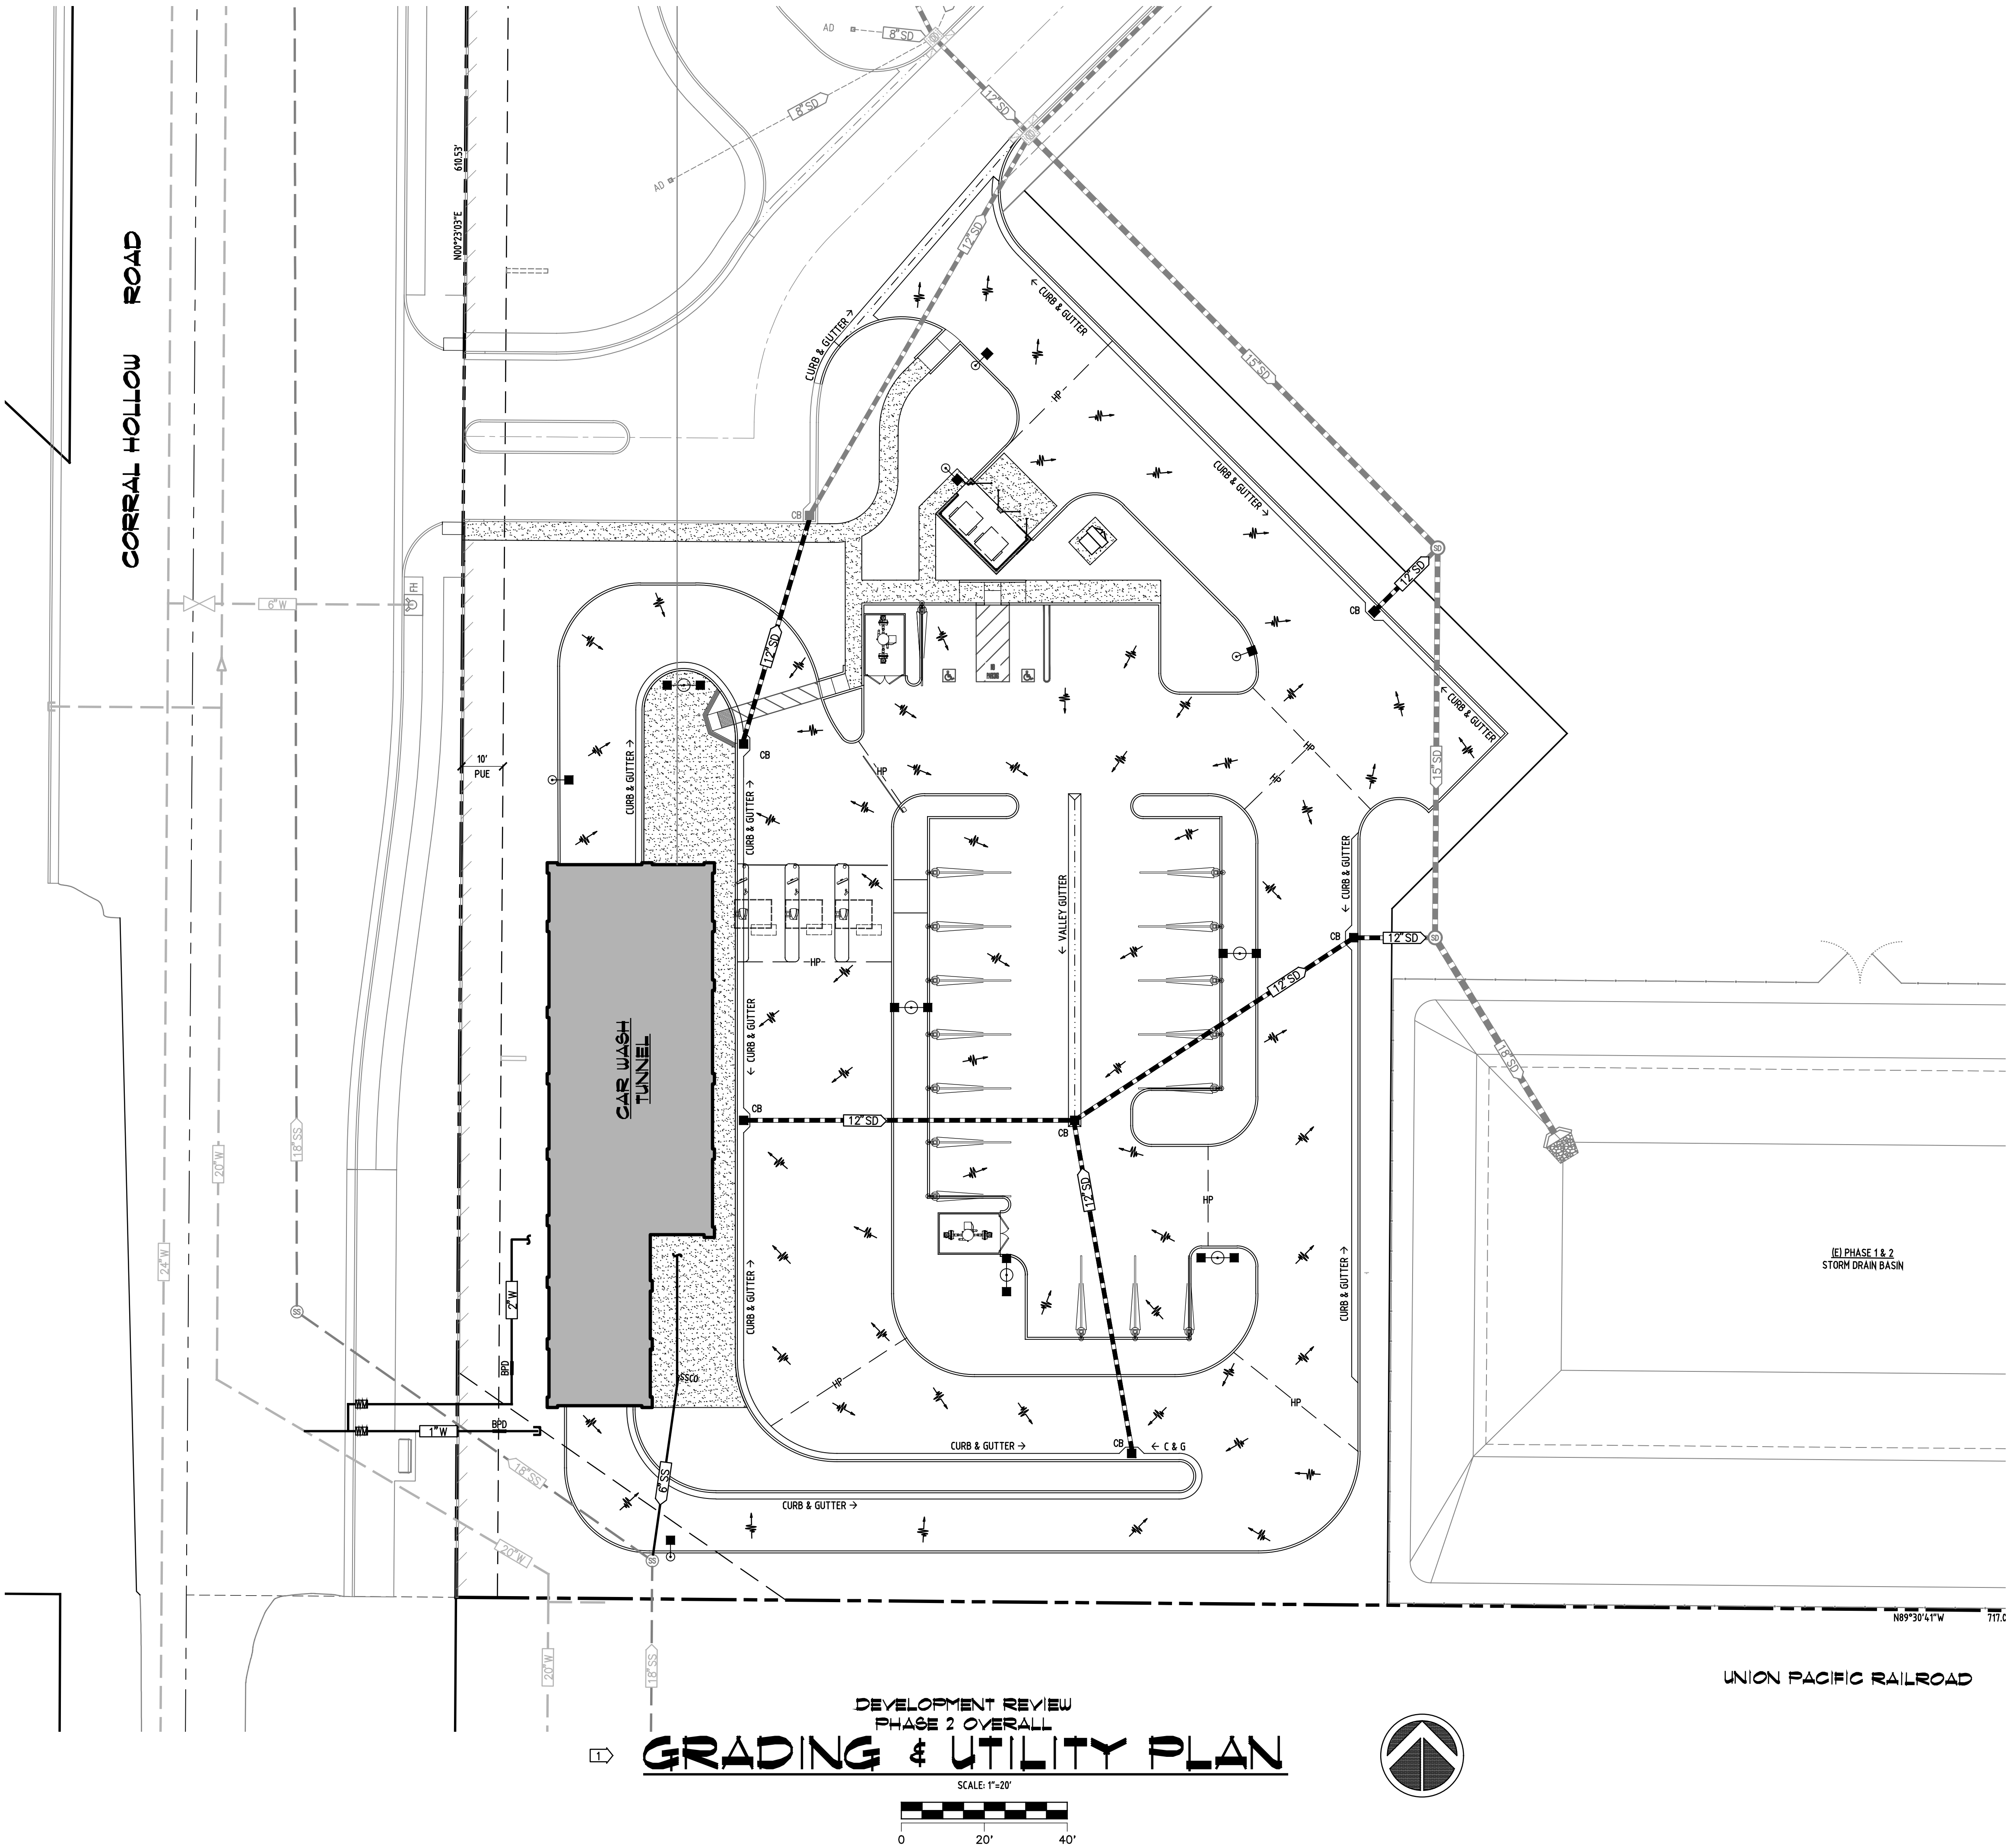 AD
8"SD
12"SD
8"SD
AD
610.53'
N00°23'03"E
CORRAL HOLLOW ROAD
12"SD
← CURB & GUTTER
CURB & GUTTER →
15"SD
HP
CURB & GUTTER →
CB
FH
6"W
12"SD
SD
CB
12"SD
NO
PARKING
← CURB & GUTTER
HP
HP
HP
10'
PUE
CB
CURB & GUTTER →
CURB & GUTTER →
15"SD
← CURB & GUTTER
← VALLEY GUTTER
CB
12"SD
SD
HP
← CURB & GUTTER
12"SD
CAR WASH
TUNNEL
18"SD
CB
12"SD
CB
18"SS
20"W
12"SD
HP
24"W
2"W
CURB & GUTTER →
CURB & GUTTER →
(E) PHASE 1 & 2
STORM DRAIN BASIN
SS
BPD
SSCO
HP
HP
1"W
BPD
CURB & GUTTER →
CB
← C & G
18"SS
6"SS
CURB & GUTTER →
20"W
SS
N89°30'41"W
717.0
20"W
18"SS
UNION PACIFIC RAILROAD
DEVELOPMENT REVIEW
PHASE 2 OVERALL
1
GRADING & UTILITY PLAN
SCALE: 1"=20'
0 20' 40'